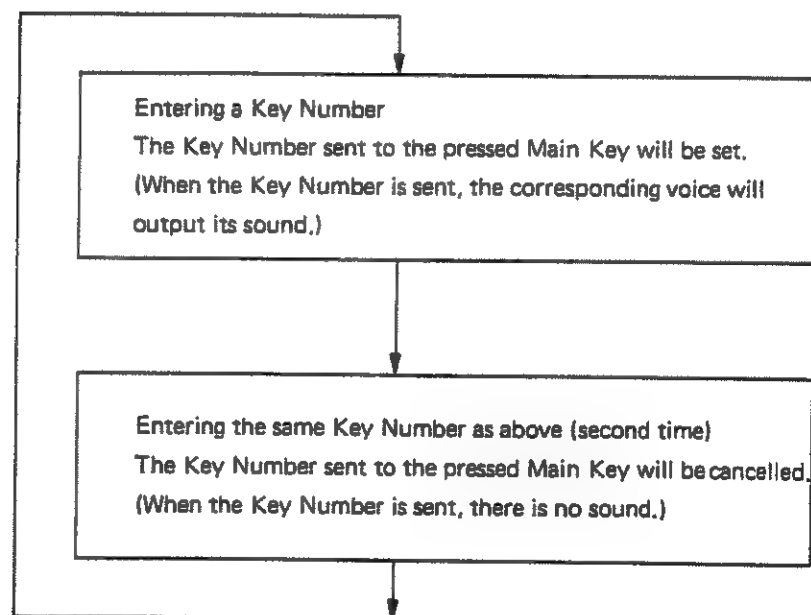 Entering a Key Number
The Key Number sent to the pressed Main Key will be set.
(When the Key Number is sent, the corresponding voice will
output its sound.)
Entering the same Key Number as above (second time)
The Key Number sent to the pressed Main Key will be cancelled.
(When the Key Number is sent, there is no sound.)